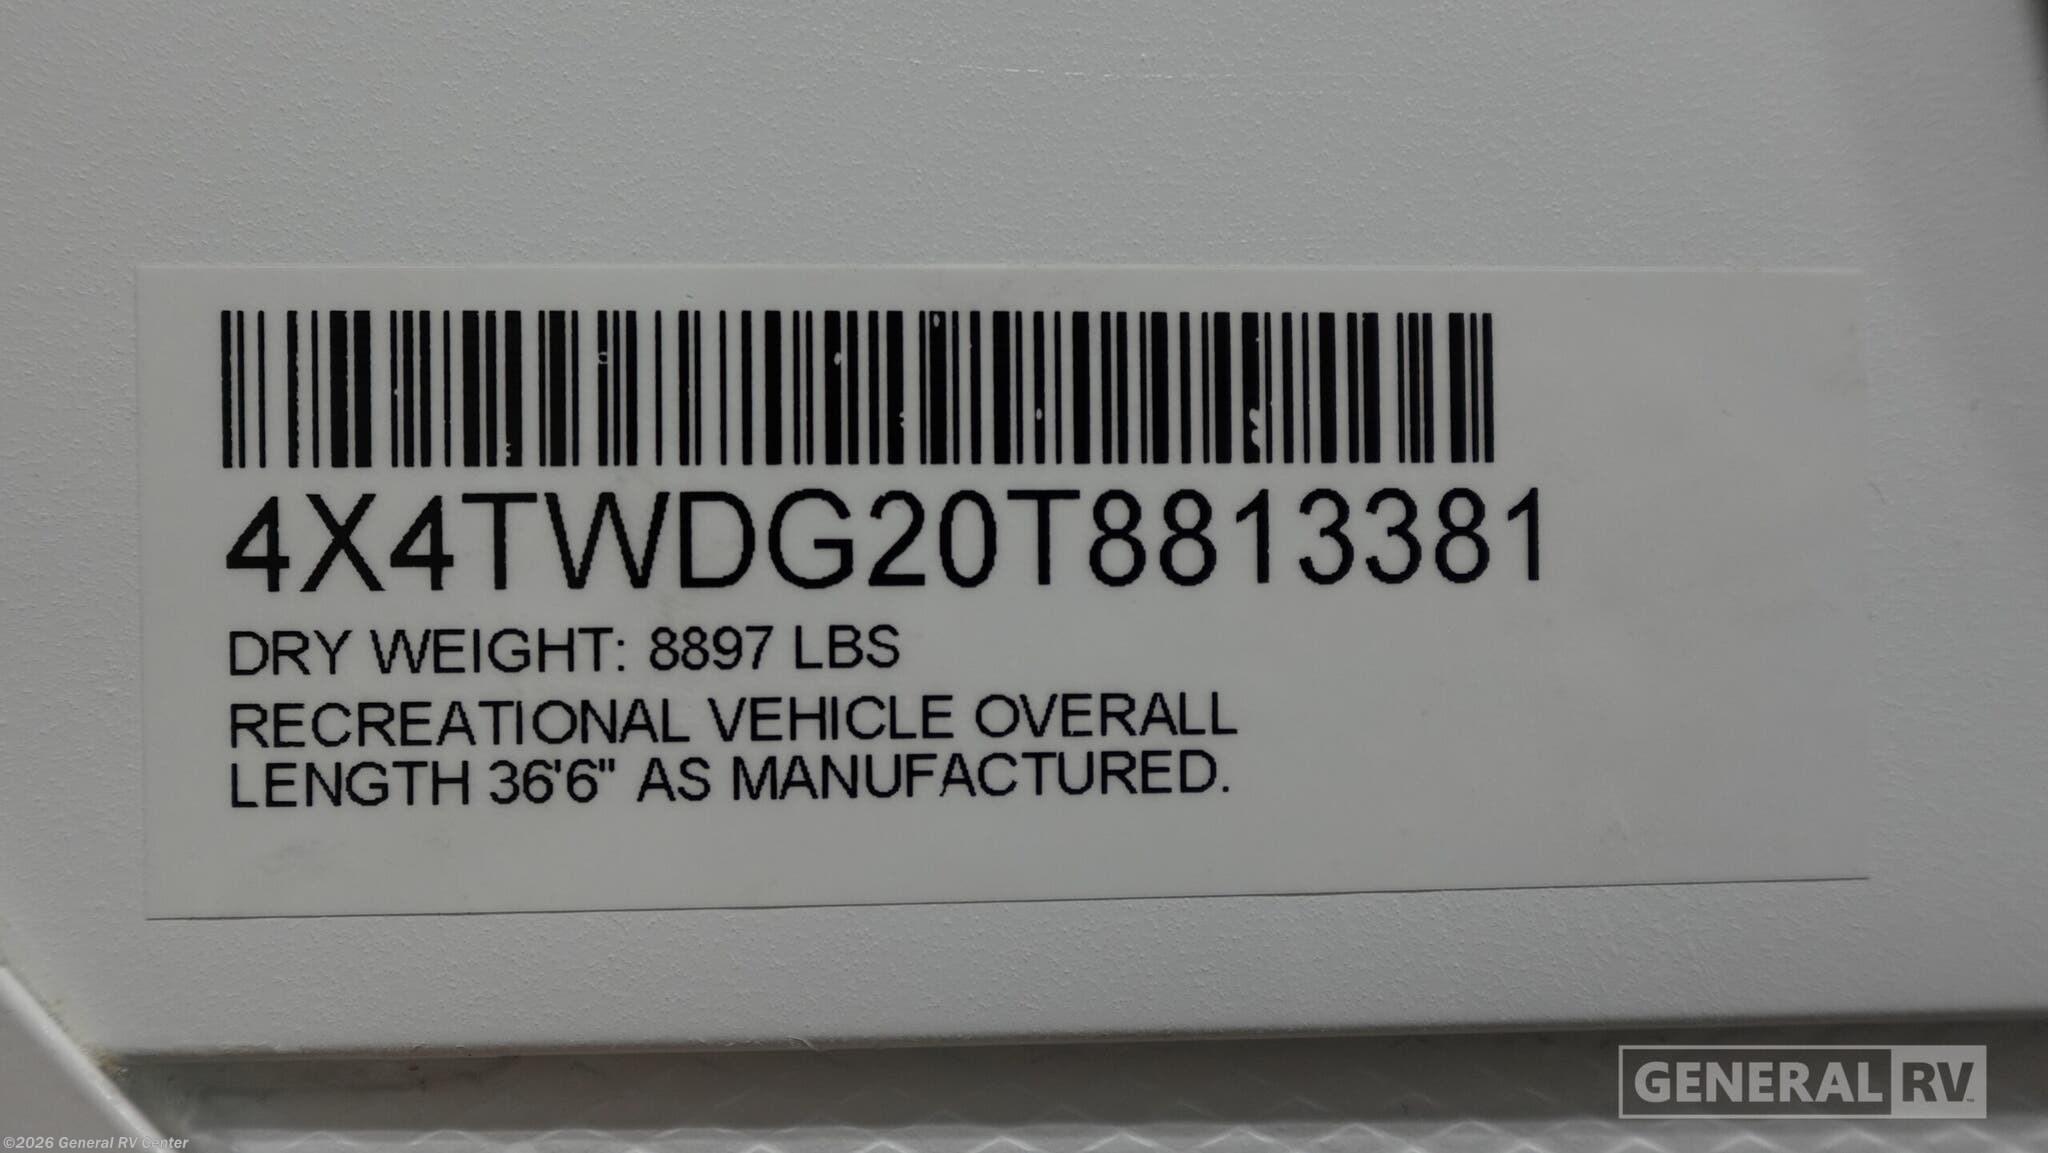 4X4TWDG20T8813381
DRY WEIGHT: 8897 LBS
RECREATIONAL VEHICLE OVERALL
LENGTH 36'6" AS MANUFACTURED.
GENERAL RV
©2026 General RV Center